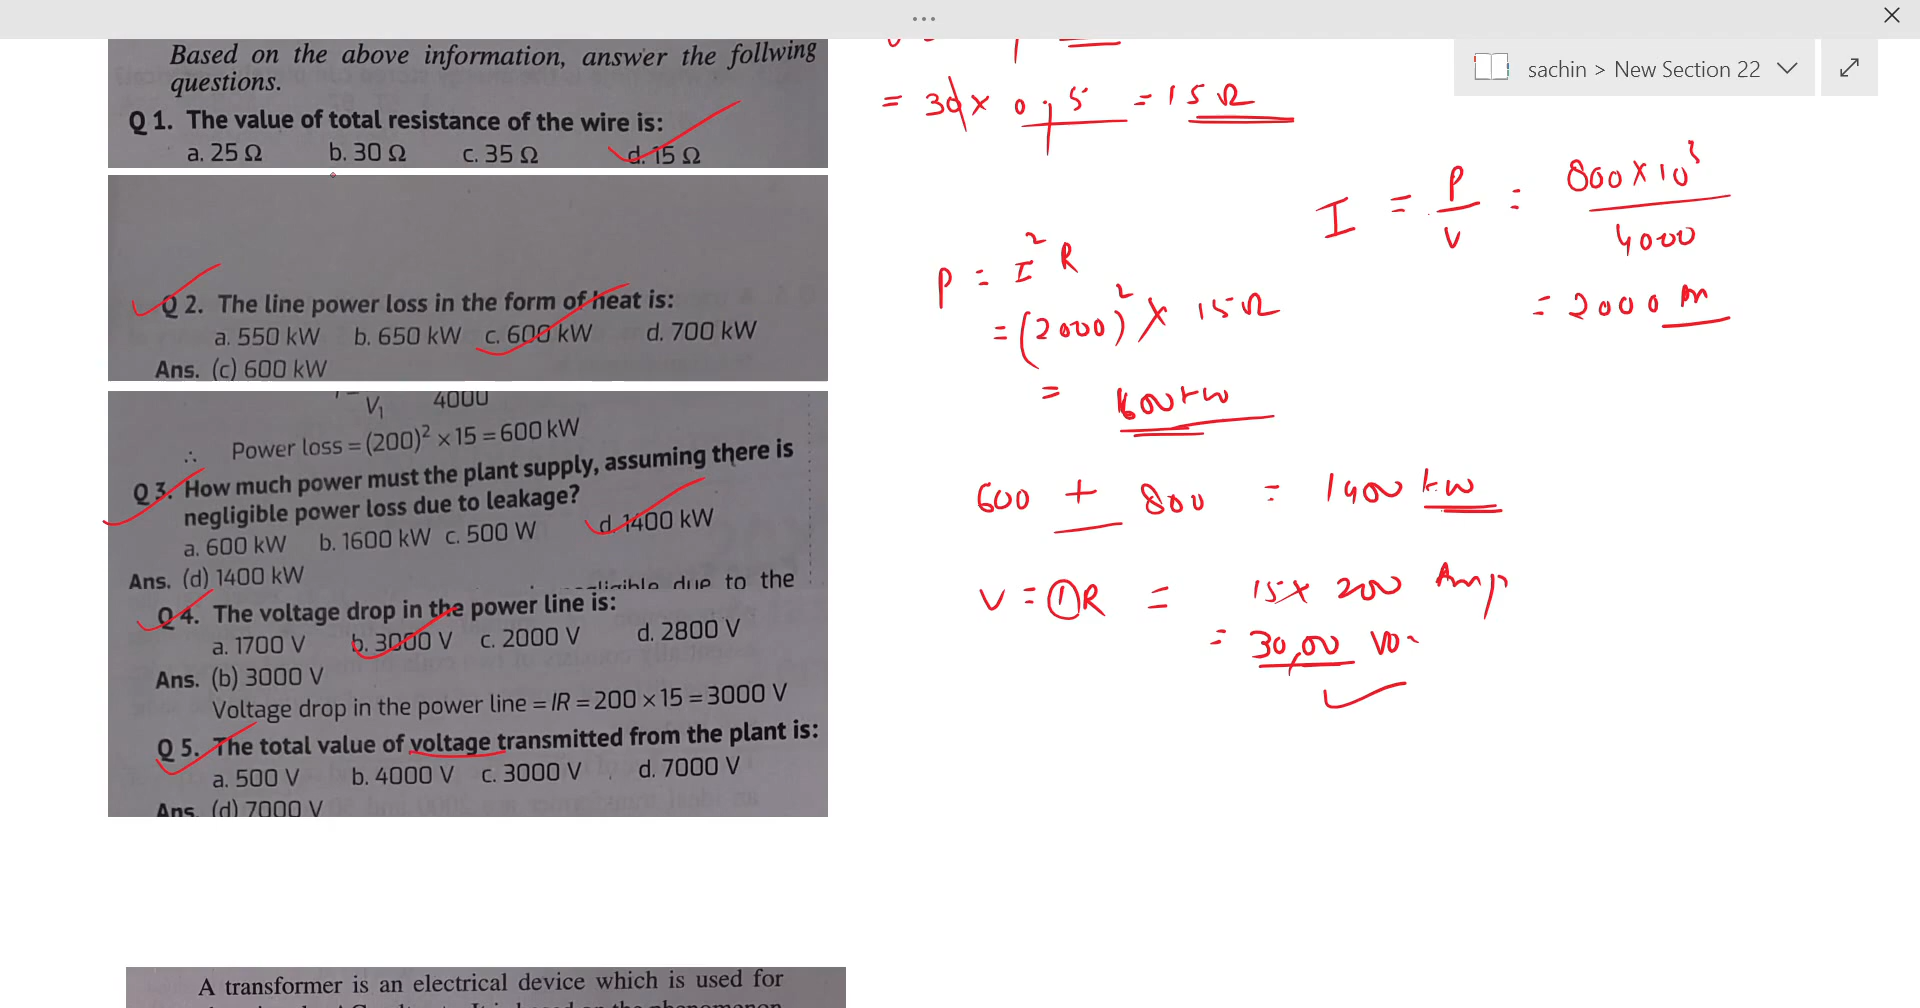 sachin > New Section 22
Based on the above information, answer the follwing
questions.
Q 1. The value of total resistance of the wire is:
a. 25 Ω b. 30 Ω c. 35 Ω d. 15 Ω
Q 2. The line power loss in the form of heat is:
a. 550 kW b. 650 kW c. 600 kW d. 700 kW
Ans. (c) 600 kW
V₁ 4000
∴ Power loss = (200)² × 15 = 600 kW
Q 3. How much power must the plant supply, assuming there is
negligible power loss due to leakage?
a. 600 kW b. 1600 kW c. 500 W d. 1400 kW
Ans. (d) 1400 kW
negligible due to the
Q 4. The voltage drop in the power line is:
a. 1700 V b. 3000 V c. 2000 V d. 2800 V
Ans. (b) 3000 V
Voltage drop in the power line = IR = 200 × 15 = 3000 V
Q 5. The total value of voltage transmitted from the plant is:
a. 500 V b. 4000 V c. 3000 V d. 7000 V
Ans. (d) 7000 V
A transformer is an electrical device which is used for
= 30 × 0.5 = 15 Ω
I = P/V = 800 × 10³/4000
= 2000 m
P = I² R
= (2000)² × 15 Ω
= 600 kW
600 + 800 = 1400 kW
V = IR = 15 × 200 Amp
= 30,00 Vo